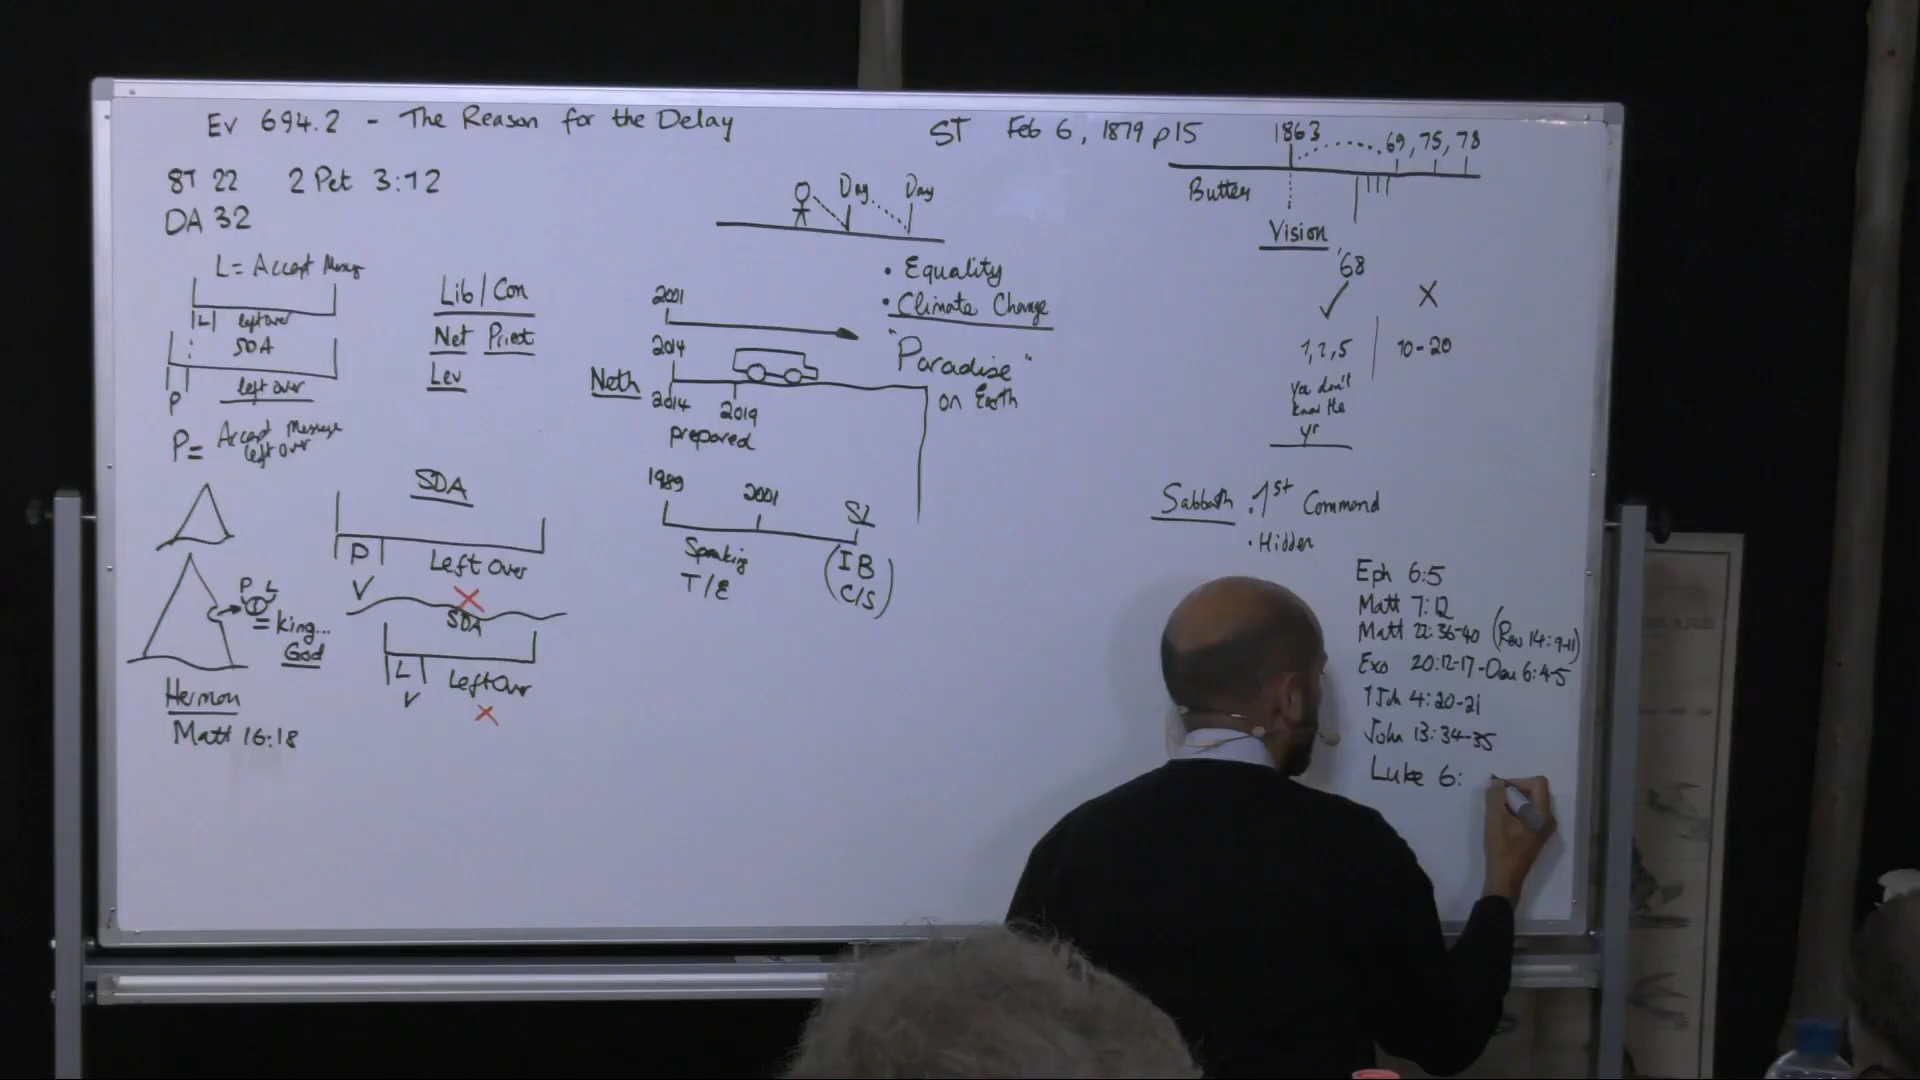 Ev 694.2 - The Reason for the Delay
ST Feb 6, 1879 p15
1863 69, 75, 78
Butter
Vision
'68
✓ X
1, 2, 5 10-20
you don't
know the
yr
8T 22 2 Pet 3:12
DA 32
Day Day
L= Accept
L left over
SDA
P left over
P= Accept Message
left over
Lib/Con
Net Priest
Lev
2001
2014
Neth
2014 2019
prepared
• Equality
• Climate Change
"Paradise"
on Earth
1989 2001 SL
Speaking
T/E
(IB
C/S)
SDA
P Left Over
V X
SDA
L Left Over
V X
P L
= king...
God
Hermon
Matt 16:18
Sabbath • 1st Command
• Hidden
Eph 6:5
Matt 7:12
Matt 22:36-40 (Rev 14:9-11)
Exo 20:12-17 - Deu 6:4-5
1 Joh 4:20-21
John 13:34-35
Luke 6: